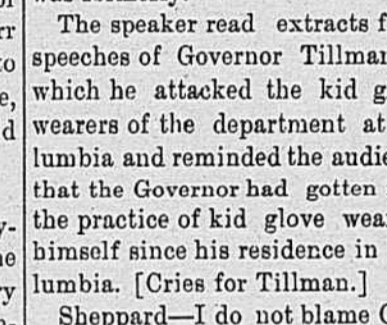 The speaker read extracts f
speeches of Governor Tillman
which he attacked the kid g
wearers of the department at
lumbia and reminded the audie
that the Governor had gotten
the practice of kid glove wea
himself since his residence in
lumbia. [Cries for Tillman.]
Sheppard—I do not blame